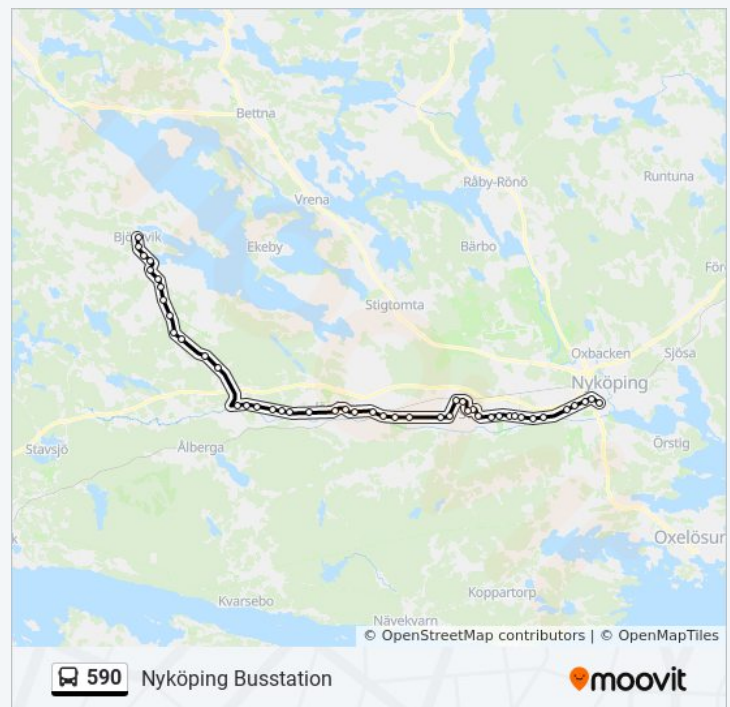 Bettna
Råby-Rönö
Runtuna
Vrena
Ekeby
Bärbo
Stigtomta
Oxbacken
Sjösa
Nyköping
Stavsjö
Ålberga
Örstig
Oxelösun
Kvarsebo
Koppartorp
Nävekvarn
© OpenStreetMap contributors | © OpenMapTiles
590 Nyköping Busstation moovit